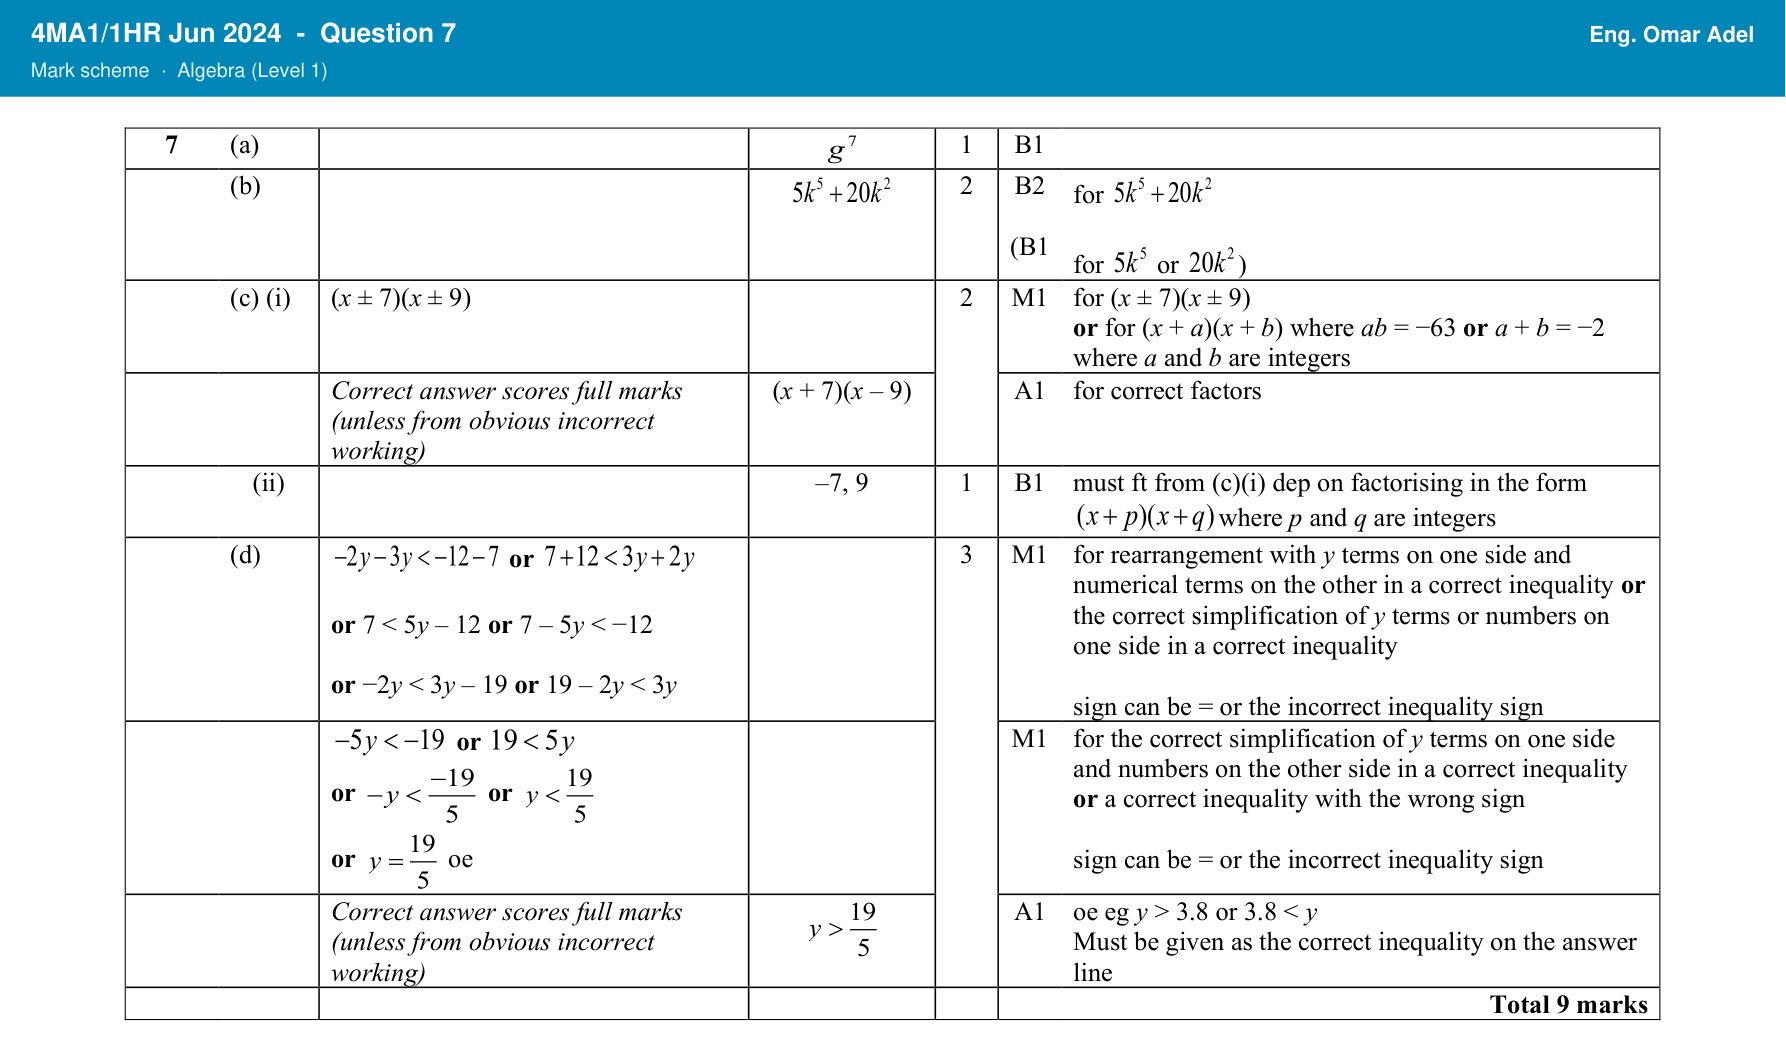 4MA1/1HR Jun 2024 - Question 7
Eng. Omar Adel
Mark scheme · Algebra (Level 1)
7 (a) g⁷ 1 B1
(b) 5k⁵ + 20k² 2 B2 for 5k⁵ + 20k²
(B1 for 5k⁵ or 20k²)
(c) (i) (x ± 7)(x ± 9) 2 M1 for (x ± 7)(x ± 9)
or for (x + a)(x + b) where ab = −63 or a + b = −2
where a and b are integers
Correct answer scores full marks (x + 7)(x – 9) A1 for correct factors
(unless from obvious incorrect
working)
(ii) –7, 9 1 B1 must ft from (c)(i) dep on factorising in the form
(x + p)(x + q) where p and q are integers
(d) −2y − 3y < −12 − 7 or 7 + 12 < 3y + 2y 3 M1 for rearrangement with y terms on one side and
numerical terms on the other in a correct inequality or
or 7 < 5y – 12 or 7 – 5y < −12 the correct simplification of y terms or numbers on
one side in a correct inequality
or −2y < 3y – 19 or 19 – 2y < 3y
sign can be = or the incorrect inequality sign
−5y < −19 or 19 < 5y M1 for the correct simplification of y terms on one side
and numbers on the other side in a correct inequality
or −y < −19/5 or y < 19/5 or a correct inequality with the wrong sign
or y = 19/5 oe sign can be = or the incorrect inequality sign
Correct answer scores full marks y > 19/5 A1 oe eg y > 3.8 or 3.8 < y
(unless from obvious incorrect Must be given as the correct inequality on the answer
working) line
Total 9 marks